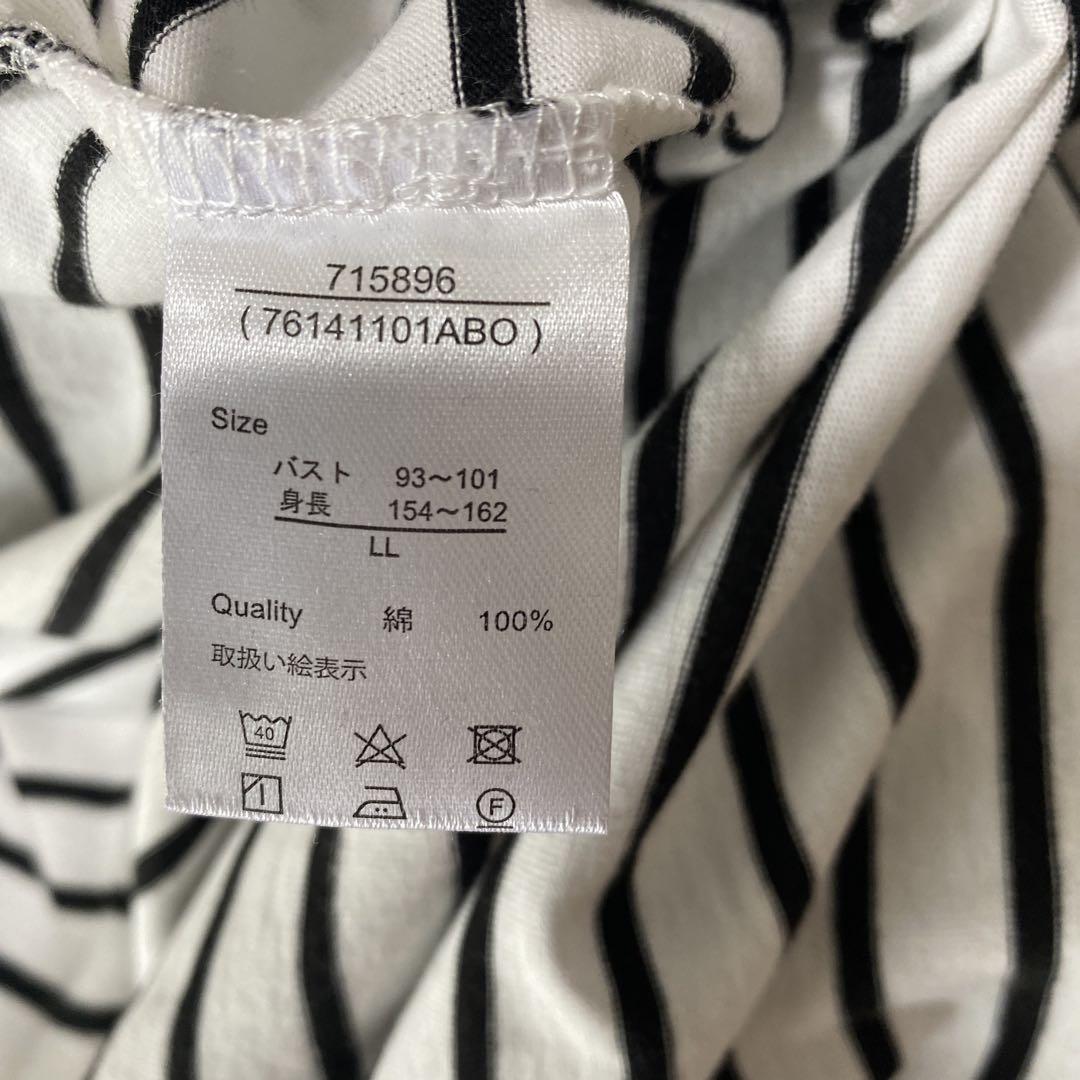 715896
( 76141101ABO )
Size
バスト 93～101
身長 154～162
LL
Quality 綿 100%
取扱い絵表示
40
F